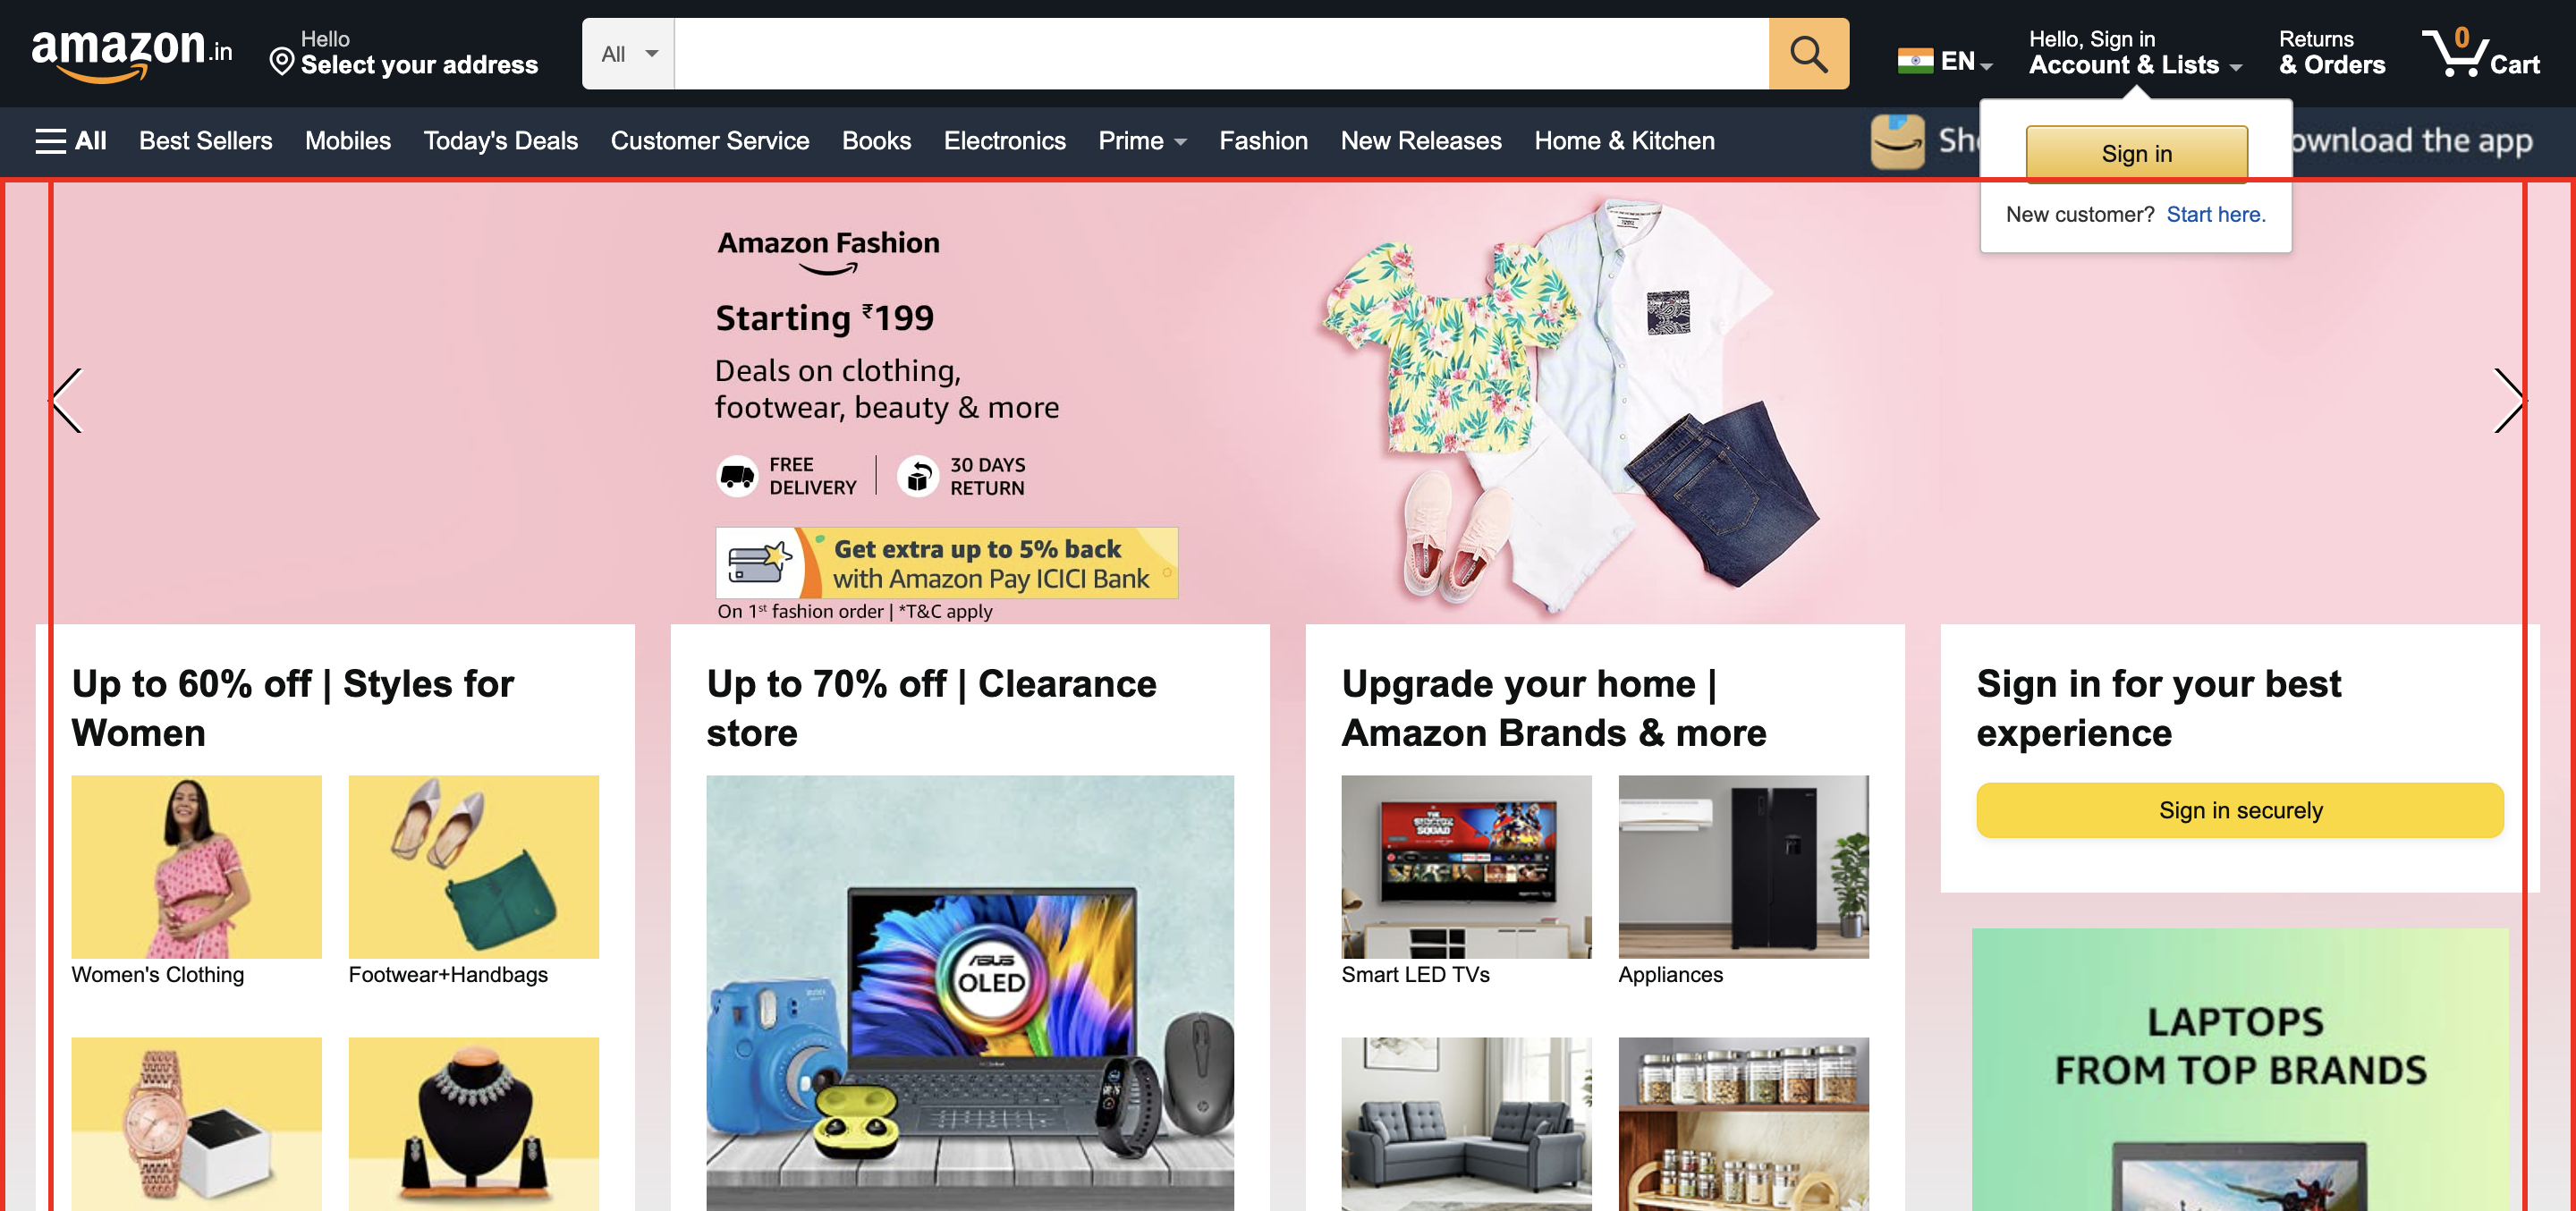 amazon.in
Hello
Select your address
All
EN
Hello, Sign in
Account & Lists
Returns
& Orders
0
Cart
All
Best Sellers
Mobiles
Today's Deals
Customer Service
Books
Electronics
Prime
Fashion
New Releases
Home & Kitchen
the app
Sign in
New customer? Start here.
Amazon Fashion
Starting ₹199
Deals on clothing,
footwear, beauty & more
FREE
DELIVERY
30 DAYS
RETURN
Get extra up to 5% back
with Amazon Pay ICICI Bank
On 1st fashion order | *T&C apply
Up to 60% off | Styles for
Women
Women's Clothing
Footwear+Handbags
Up to 70% off | Clearance
store
ASUS
OLED
Upgrade your home |
Amazon Brands & more
THE
SUICIDE
SQUAD
Smart LED TVs
Appliances
Sign in for your best
experience
Sign in securely
LAPTOPS
FROM TOP BRANDS